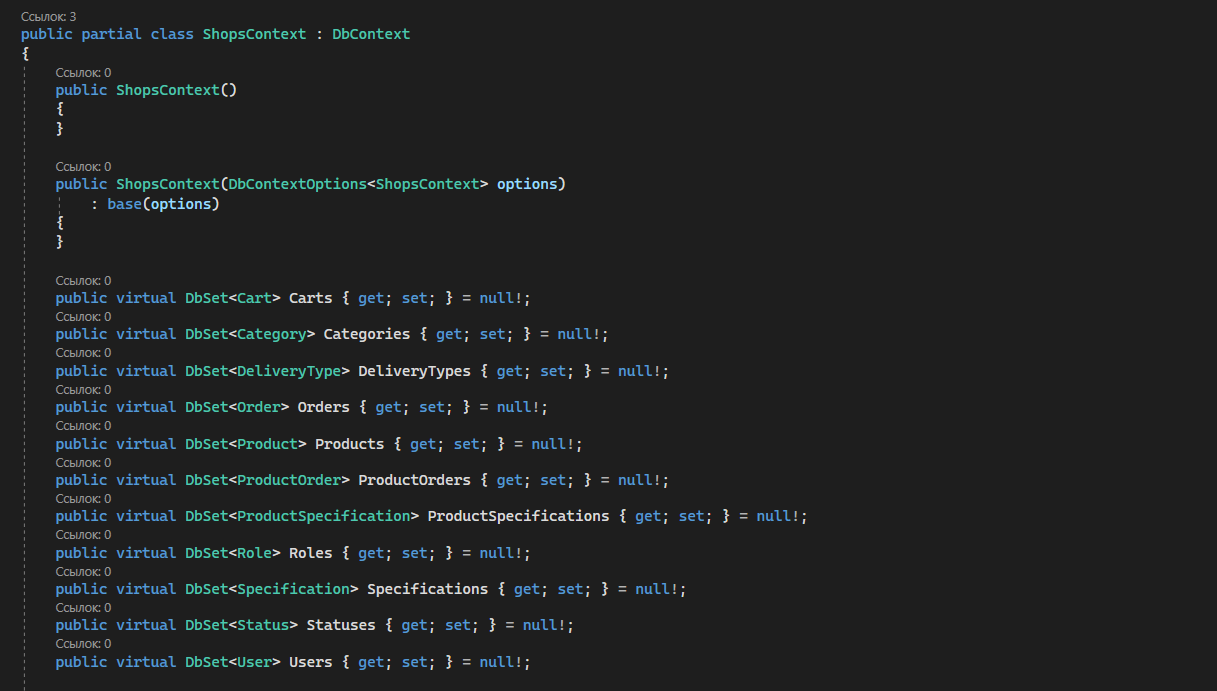 Ссылок: 3
public partial class ShopsContext : DbContext
{
Ссылок: 0
public ShopsContext()
{
}
Ссылок: 0
public ShopsContext(DbContextOptions<ShopsContext> options)
: base(options)
{
}
Ссылок: 0
public virtual DbSet<Cart> Carts { get; set; } = null!;
Ссылок: 0
public virtual DbSet<Category> Categories { get; set; } = null!;
Ссылок: 0
public virtual DbSet<DeliveryType> DeliveryTypes { get; set; } = null!;
Ссылок: 0
public virtual DbSet<Order> Orders { get; set; } = null!;
Ссылок: 0
public virtual DbSet<Product> Products { get; set; } = null!;
Ссылок: 0
public virtual DbSet<ProductOrder> ProductOrders { get; set; } = null!;
Ссылок: 0
public virtual DbSet<ProductSpecification> ProductSpecifications { get; set; } = null!;
Ссылок: 0
public virtual DbSet<Role> Roles { get; set; } = null!;
Ссылок: 0
public virtual DbSet<Specification> Specifications { get; set; } = null!;
Ссылок: 0
public virtual DbSet<Status> Statuses { get; set; } = null!;
Ссылок: 0
public virtual DbSet<User> Users { get; set; } = null!;